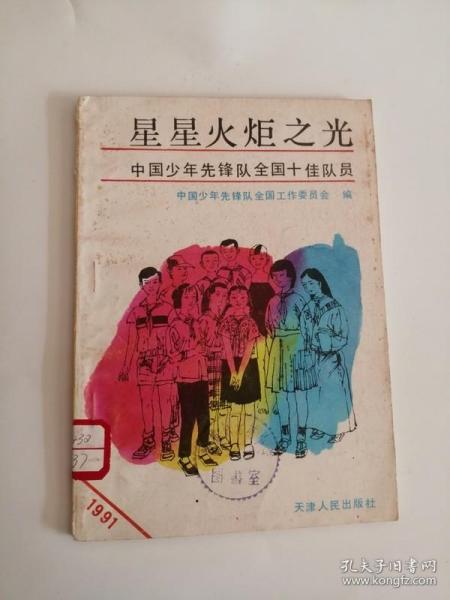 星星火炬之光
中国少年先锋队全国十佳队员
中国少年先锋队全国工作委员会 编
1991
图书室
天津人民出版社
孔夫子旧书网
www.kongfz.com